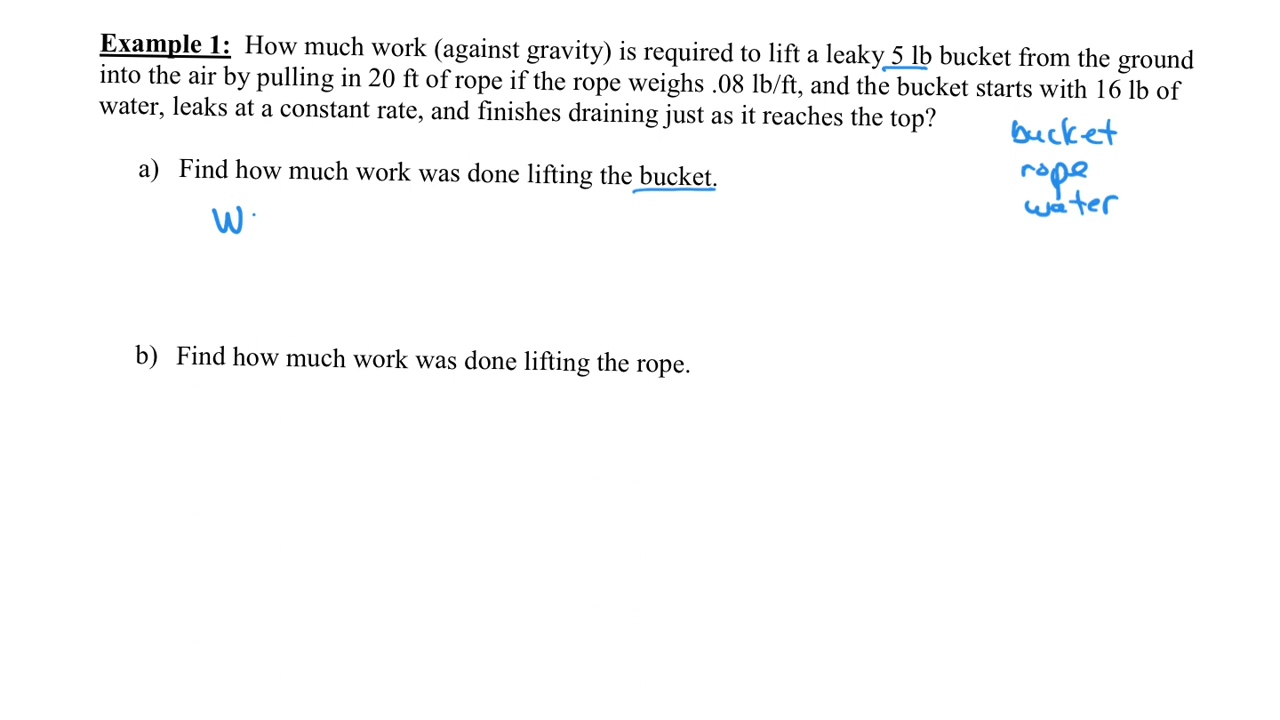 Example 1: How much work (against gravity) is required to lift a leaky 5 lb bucket from the ground
into the air by pulling in 20 ft of rope if the rope weighs .08 lb/ft, and the bucket starts with 16 lb of
water, leaks at a constant rate, and finishes draining just as it reaches the top?
bucket
a) Find how much work was done lifting the bucket.
rope
water
W
b) Find how much work was done lifting the rope.